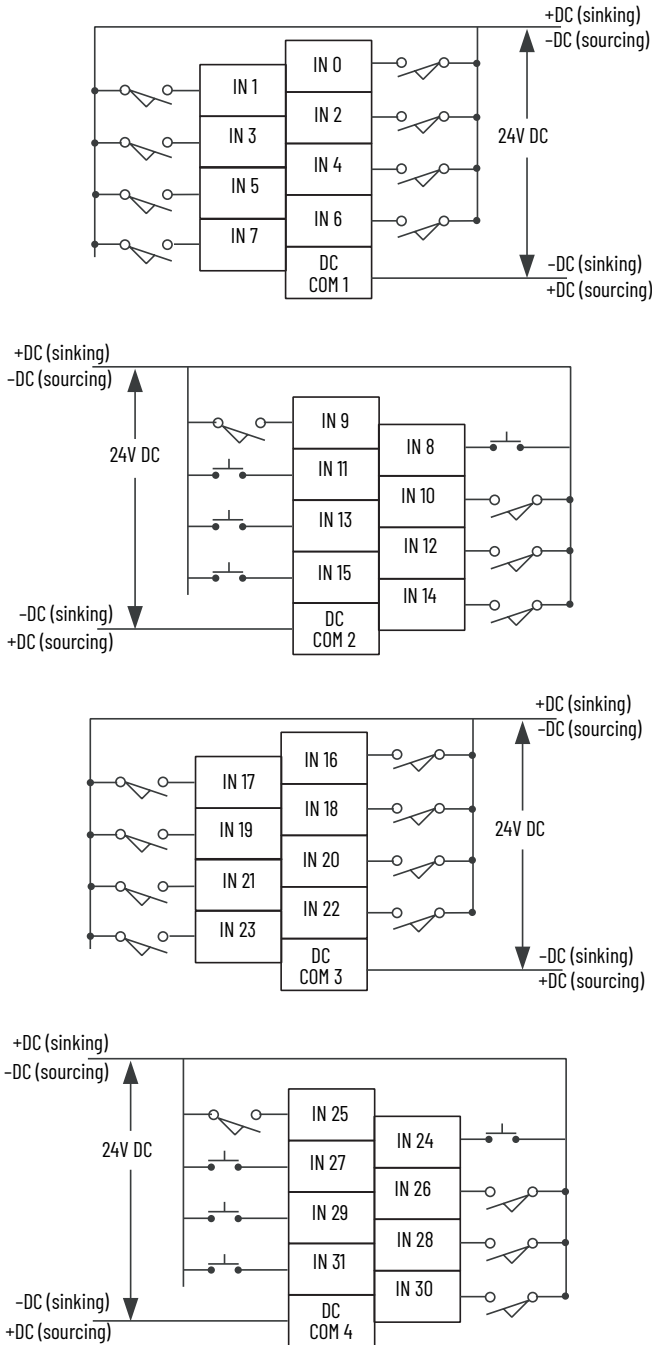 +DC (sinking)
-DC (sourcing)
IN 0
IN 1
IN 2
IN 3
IN 4
IN 5
IN 6
IN 7
DC
COM 1
24V DC
-DC (sinking)
+DC (sourcing)
+DC (sinking)
-DC (sourcing)
24V DC
IN 9
IN 8
IN 11
IN 10
IN 13
IN 12
IN 15
IN 14
DC
COM 2
-DC (sinking)
+DC (sourcing)
+DC (sinking)
-DC (sourcing)
IN 16
IN 17
IN 18
IN 19
IN 20
IN 21
IN 22
IN 23
DC
COM 3
24V DC
-DC (sinking)
+DC (sourcing)
+DC (sinking)
-DC (sourcing)
24V DC
IN 25
IN 24
IN 27
IN 26
IN 29
IN 28
IN 31
IN 30
DC
COM 4
-DC (sinking)
+DC (sourcing)